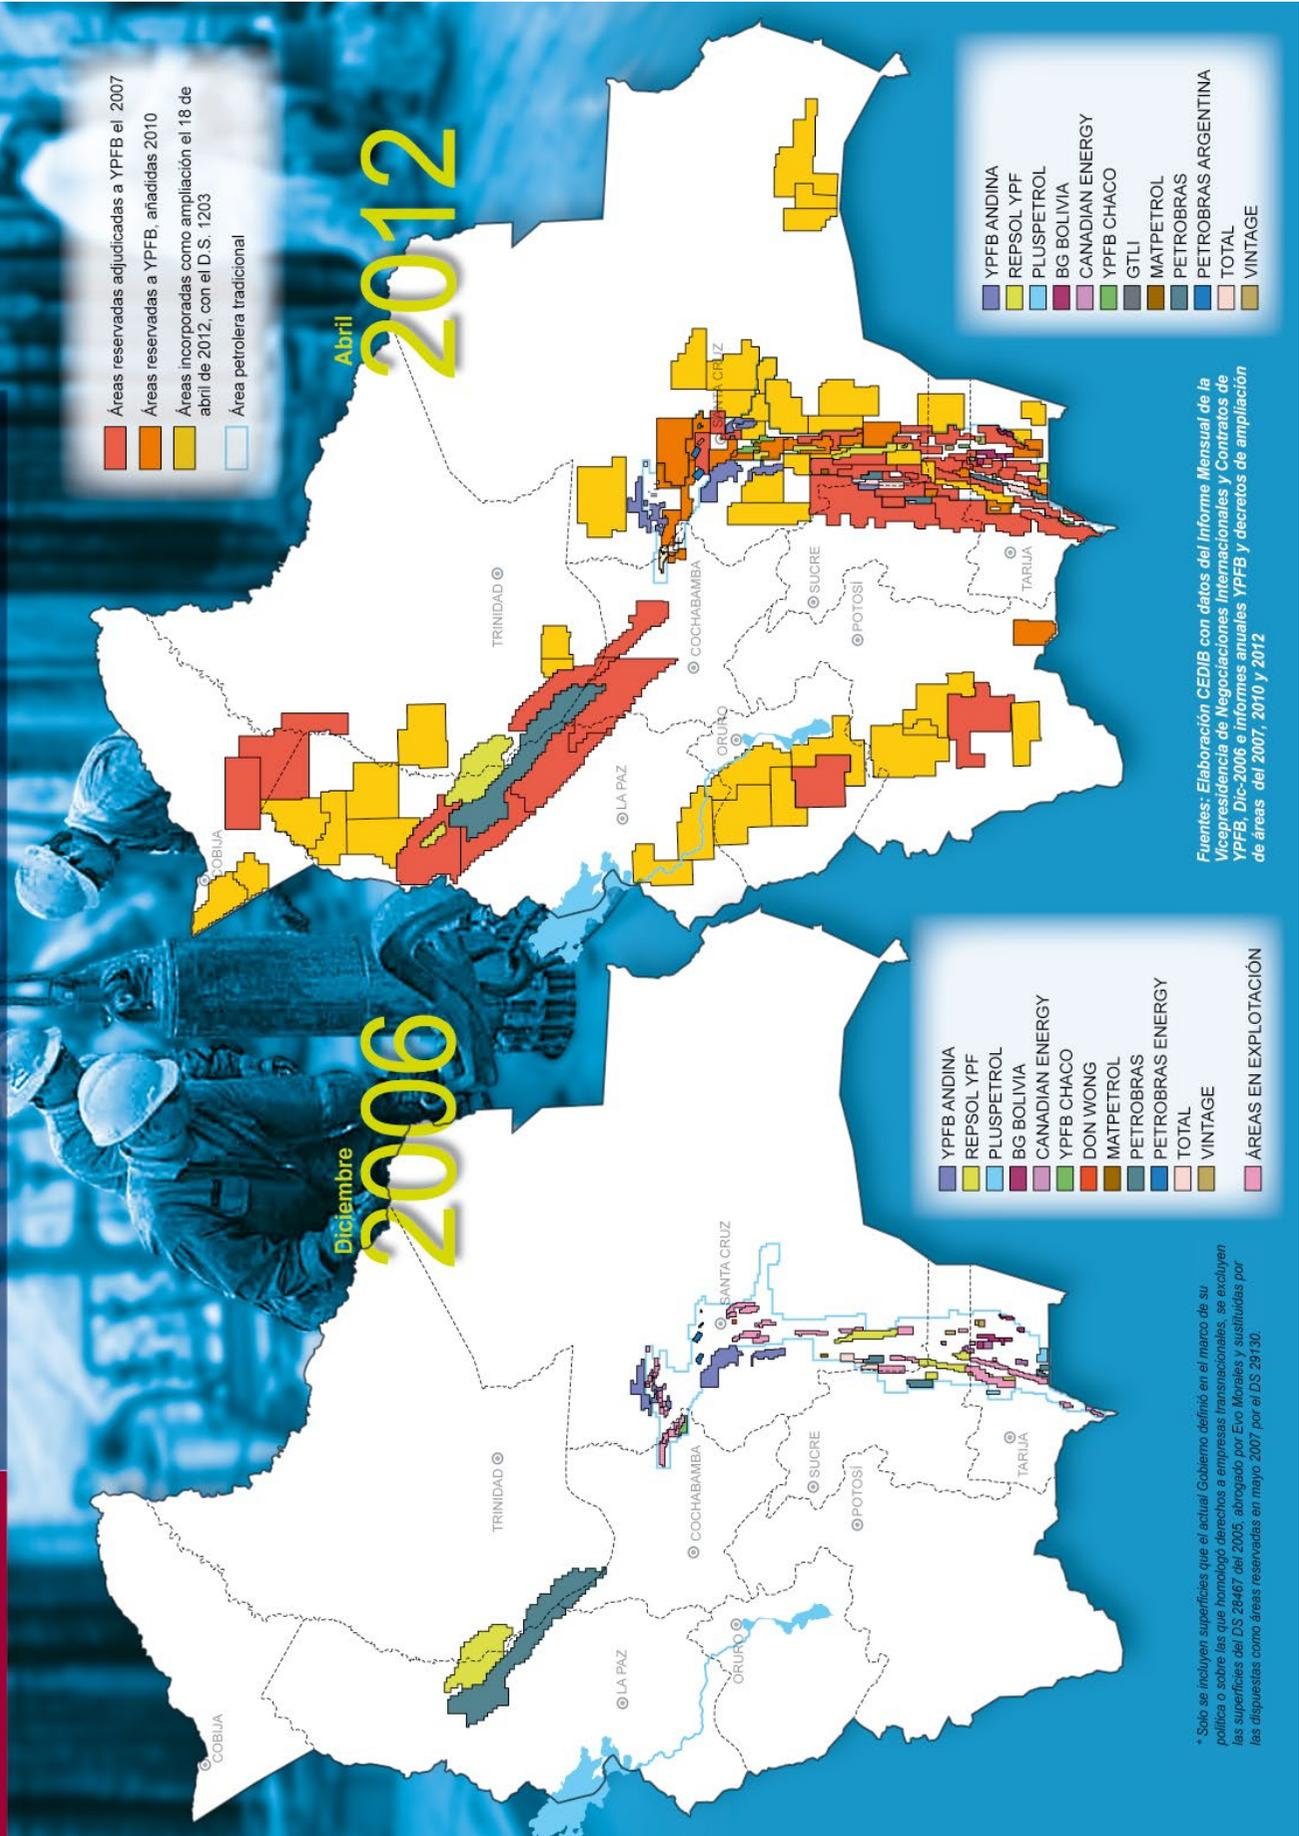 Diciembre
2006
COBIJA
TRINIDAD
LA PAZ
COCHABAMBA
SANTA CRUZ
ORURO
SUCRE
POTOSÍ
TARIJA
YPFB ANDINA
REPSOL YPF
PLUSPETROL
BG BOLIVIA
CANADIAN ENERGY
YPFB CHACO
DON WONG
MATPETROL
PETROBRAS
PETROBRAS ENERGY
TOTAL
VINTAGE
ÁREAS EN EXPLOTACIÓN
* Solo se incluyen superficies que el actual Gobierno definió en el marco de su
política o sobre las que homologó derechos a empresas transnacionales, se excluyen
las superficies del DS 28467 del 2005, abrogado por Evo Morales y sustituidas por
las dispuestas como áreas reservadas en mayo 2007 por el DS 29130.
Abril
2012
Áreas reservadas adjudicadas a YPFB el 2007
Áreas reservadas a YPFB, añadidas 2010
Áreas incorporadas como ampliación el 18 de
abril de 2012, con el D.S. 1203
Área petrolera tradicional
COBIJA
TRINIDAD
LA PAZ
COCHABAMBA
SANTA CRUZ
ORURO
SUCRE
POTOSÍ
TARIJA
YPFB ANDINA
REPSOL YPF
PLUSPETROL
BG BOLIVIA
CANADIAN ENERGY
YPFB CHACO
GTLI
MATPETROL
PETROBRAS
PETROBRAS ARGENTINA
TOTAL
VINTAGE
Fuentes: Elaboración CEDIB con datos del Informe Mensual de la
Vicepresidencia de Negociaciones Internacionales y Contratos de
YPFB, Dic-2006 e informes anuales YPFB y decretos de ampliación
de áreas del 2007, 2010 y 2012